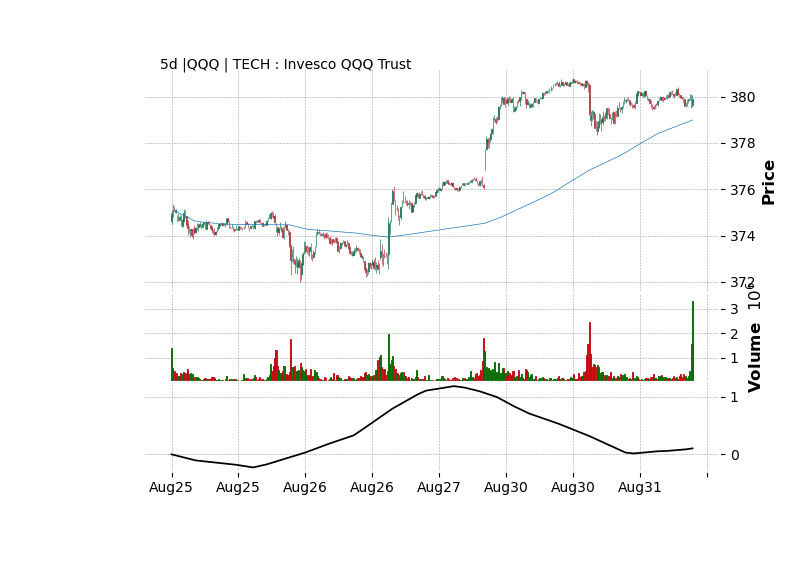 5d |QQQ | TECH : Invesco QQQ Trust
380
378
376
374
372
Price
3
2
1
Volume 10^6
1
0
Aug25 Aug25 Aug26 Aug26 Aug27 Aug30 Aug30 Aug31